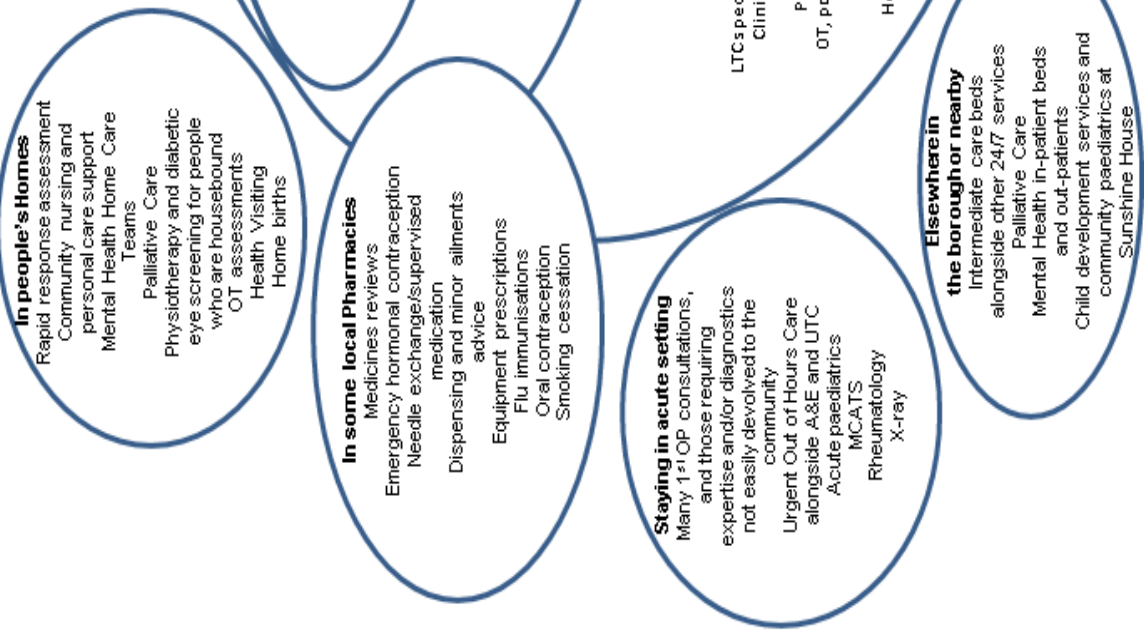 In people's Homes
Rapid response assessment
Community nursing and
personal care support
Mental Health Home Care
Teams
Palliative Care
Physiotherapy and diabetic
eye screening for people
who are housebound
OT assessments
Health Visiting
Home births
In some local Pharmacies
Medicines reviews
Emergency hormonal contraception
Needle exchange/supervised
medication
Dispensing and minor ailments
advice
Equipment prescriptions
Flu immunisations
Oral contraception
Smoking cessation
Staying in acute setting
Many 1st OP consultations,
and those requiring
expertise and/or diagnostics
not easily devolved to the
community
Urgent Out of Hours Care
alongside A&E and UTC
Acute paediatrics
MCATS
Rheumatology
X-ray
LTC spec
Clini
P
OT, po
Elsewhere in
the borough or nearby
Intermediate care beds
alongside other 24/7 services
Palliative Care
Mental Health in-patient beds
and out-patients
Child development services and
community paediatrics at
Sunshine House